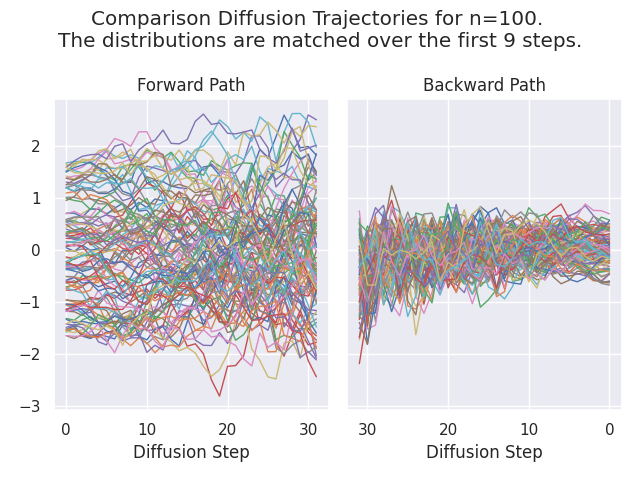 Comparison Diffusion Trajectories for n=100.
The distributions are matched over the first 9 steps.
Forward Path
Backward Path
2
1
0
−1
−2
−3
0 10 20 30
30 20 10 0
Diffusion Step
Diffusion Step